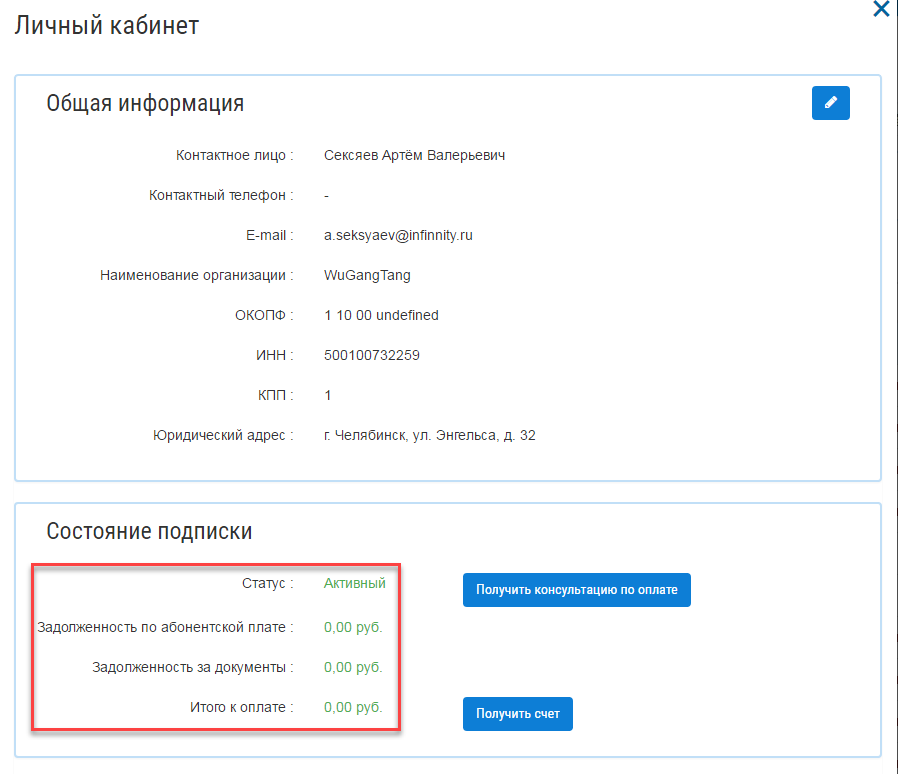 Личный кабинет
Общая информация
Контактное лицо : Сексяев Артём Валерьевич
Контактный телефон : -
E-mail : a.seksyaev@infinnity.ru
Наименование организации : WuGangTang
ОКОПФ : 1 10 00 undefined
ИНН : 500100732259
КПП : 1
Юридический адрес : г. Челябинск, ул. Энгельса, д. 32
Состояние подписки
Статус : Активный Получить консультацию по оплате
Задолженность по абонентской плате : 0,00 руб.
Задолженность за документы : 0,00 руб.
Итого к оплате : 0,00 руб. Получить счет